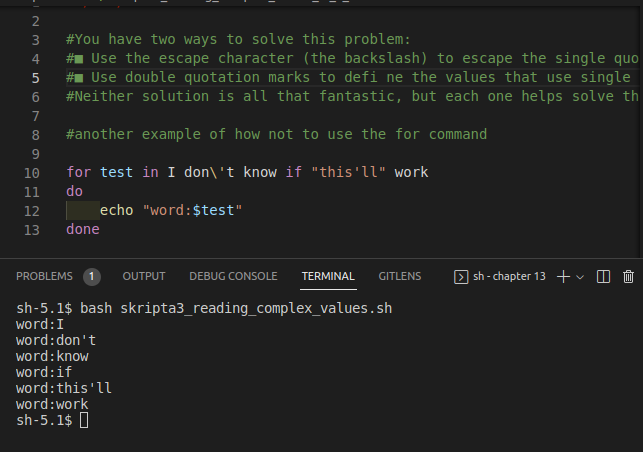 2
3 #You have two ways to solve this problem:
4 #■ Use the escape character (the backslash) to escape the single quo
5 #■ Use double quotation marks to defi ne the values that use single
6 #Neither solution is all that fantastic, but each one helps solve th
7
8 #another example of how not to use the for command
9
10 for test in I don\'t know if "this'll" work
11 do
12 echo "word:$test"
13 done
PROBLEMS 1 OUTPUT DEBUG CONSOLE TERMINAL GITLENS sh - chapter 13
sh-5.1$ bash skripta3_reading_complex_values.sh
word:I
word:don't
word:know
word:if
word:this'll
word:work
sh-5.1$